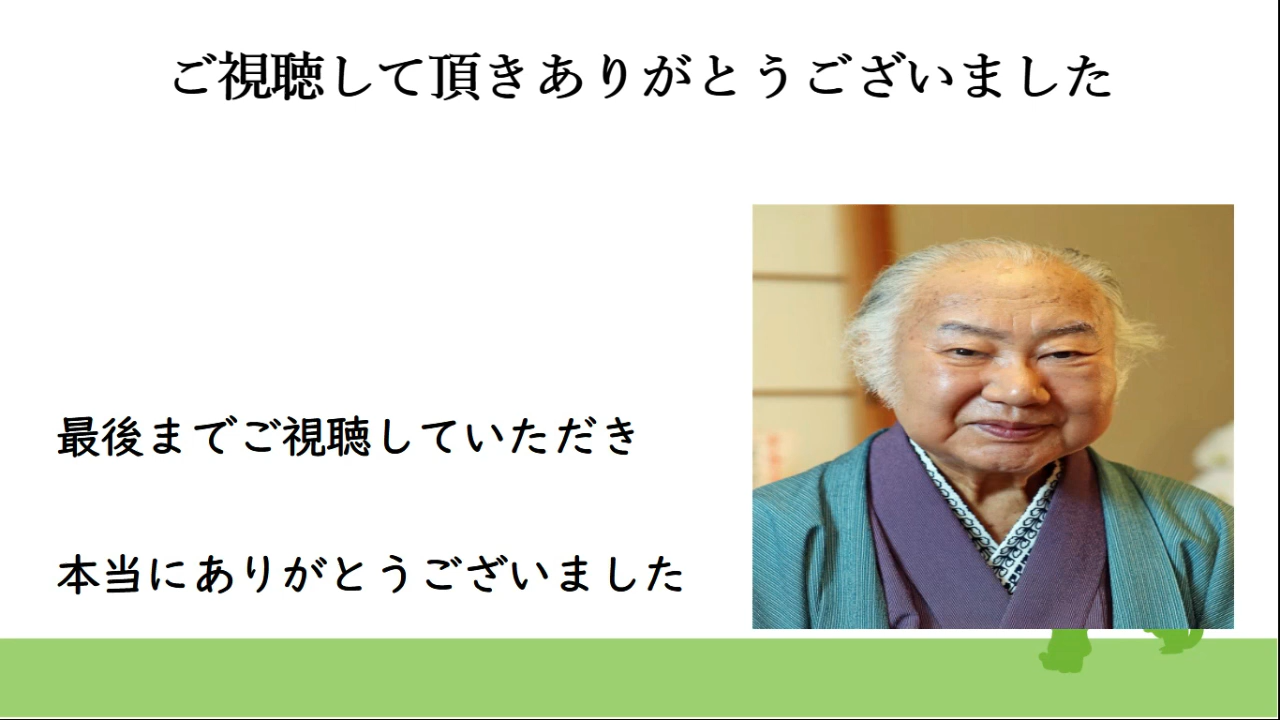 ご視聴して頂きありがとうございました
最後までご視聴していただき
本当にありがとうございました